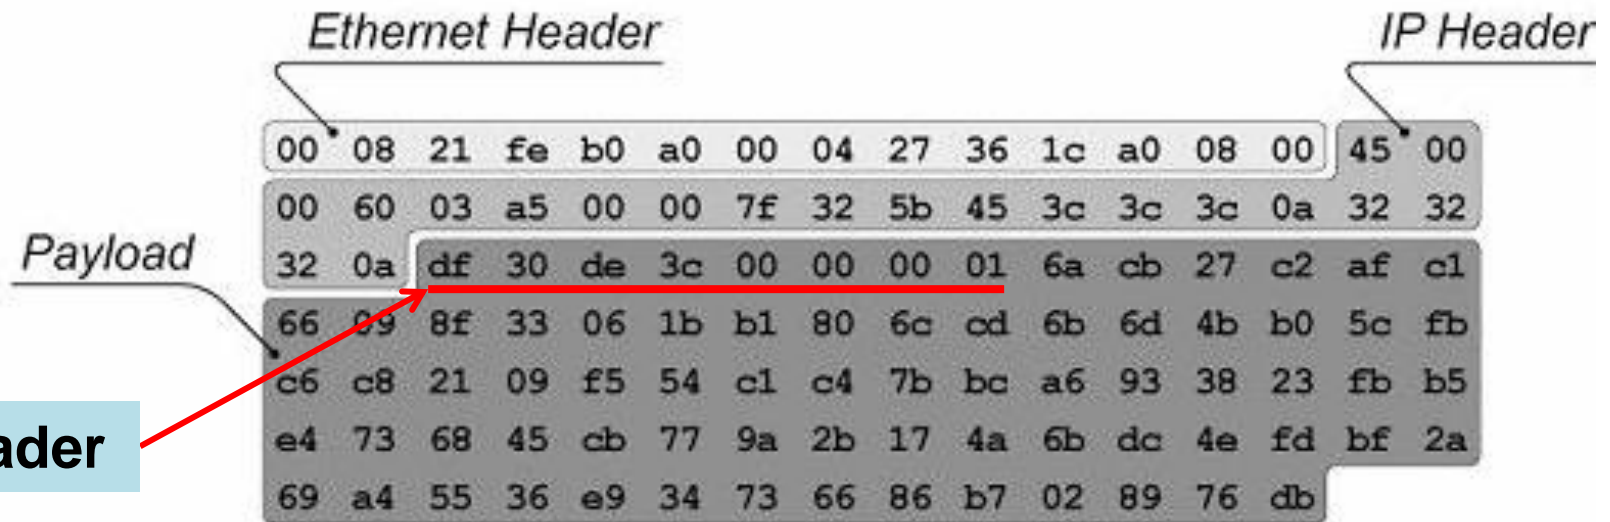 Ethernet Header
IP Header
00 08 21 fe b0 a0 00 04 27 36 1c a0 08 00 45 00
00 60 03 a5 00 00 7f 32 5b 45 3c 3c 3c 0a 32 32
Payload
32 0a df 30 de 3c 00 00 00 01 6a cb 27 c2 af c1
66 09 8f 33 06 1b b1 80 6c cd 6b 6d 4b b0 5c fb
c6 c8 21 09 f5 54 c1 c4 7b bc a6 93 38 23 fb b5
ader
e4 73 68 45 cb 77 9a 2b 17 4a 6b dc 4e fd bf 2a
69 a4 55 36 e9 34 73 66 86 b7 02 89 76 db